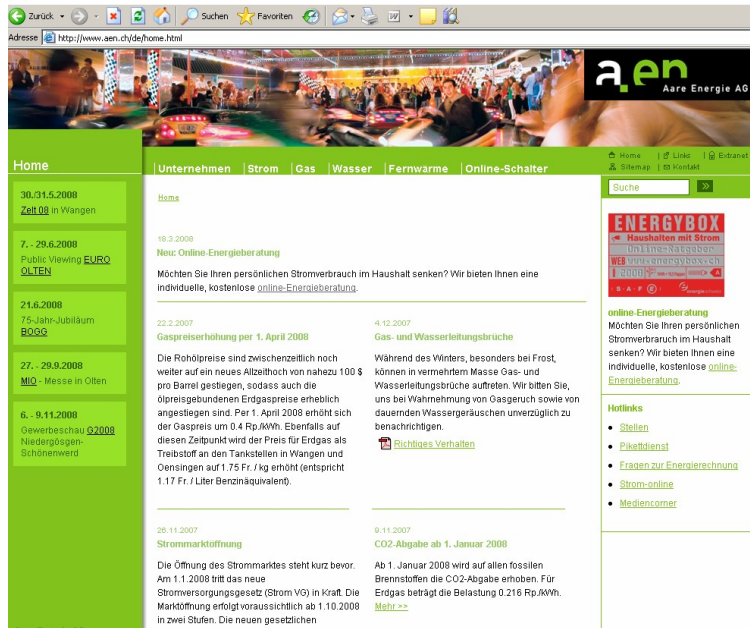 Zurück
Suchen
Favoriten
Adresse http://www.aen.ch/de/home.html
a.en
Aare Energie AG
Home
Unternehmen | Strom | Gas | Wasser | Fernwärme | Online-Schalter
Home | Links | Extranet
Sitemap | Kontakt
Suche
30./31.5.2008
Zelt 08 in Wangen
7. - 29.6.2008
Public Viewing EURO
OLTEN
21.6.2008
75-Jahr-Jubiläum
BOGG
27. - 29.9.2008
MIO - Messe in Olten
6. - 9.11.2008
Gewerbeschau G2008
Niedergösgen-
Schönenwerd
Home
18.3.2008
Neu: Online-Energieberatung
Möchten Sie Ihren persönlichen Stromverbrauch im Haushalt senken? Wir bieten Ihnen eine
individuelle, kostenlose online-Energieberatung.
22.2.2007
Gaspreiserhöhung per 1. April 2008
Die Rohölpreise sind zwischenzeitlich noch
weiter auf ein neues Allzeithoch von nahezu 100 $
pro Barrel gestiegen, sodass auch die
ölpreisgebundenen Erdgaspreise erheblich
angestiegen sind. Per 1. April 2008 erhöht sich
der Gaspreis um 0.4 Rp./kWh. Ebenfalls auf
diesen Zeitpunkt wird der Preis für Erdgas als
Treibstoff an den Tankstellen in Wangen und
Oensingen auf 1.75 Fr. / kg erhöht (entspricht
1.17 Fr. / Liter Benzinäquivalent).
4.12.2007
Gas- und Wasserleitungsbrüche
Während des Winters, besonders bei Frost,
können in vermehrtem Masse Gas- und
Wasserleitungsbrüche auftreten. Wir bitten Sie,
uns bei Wahrnehmung von Gasgeruch sowie von
dauernden Wassergeräuschen unverzüglich zu
benachrichtigen.
Richtiges Verhalten
26.11.2007
Strommarktöffnung
Die Öffnung des Strommarktes steht kurz bevor.
Am 1.1.2008 tritt das neue
Stromversorgungsgesetz (Strom VG) in Kraft. Die
Marktöffnung erfolgt voraussichtlich ab 1.10.2008
in zwei Stufen. Die neuen gesetzlichen
9.11.2007
CO2-Abgabe ab 1. Januar 2008
Ab 1. Januar 2008 wird auf allen fossilen
Brennstoffen die CO2-Abgabe erhoben. Für
Erdgas beträgt die Belastung 0.216 Rp./kWh.
Mehr >>
ENERGYBOX
Haushalten mit Strom
Online-Ratgeber
WEB www.energybox.ch
2008
S.A.F.E
energieschweiz
online-Energieberatung
Möchten Sie Ihren persönlichen
Stromverbrauch im Haushalt
senken? Wir bieten Ihnen eine
individuelle, kostenlose online-
Energieberatung.
Hotlinks
Stellen
Pikettdienst
Fragen zur Energierechnung
Strom-online
Mediencorner